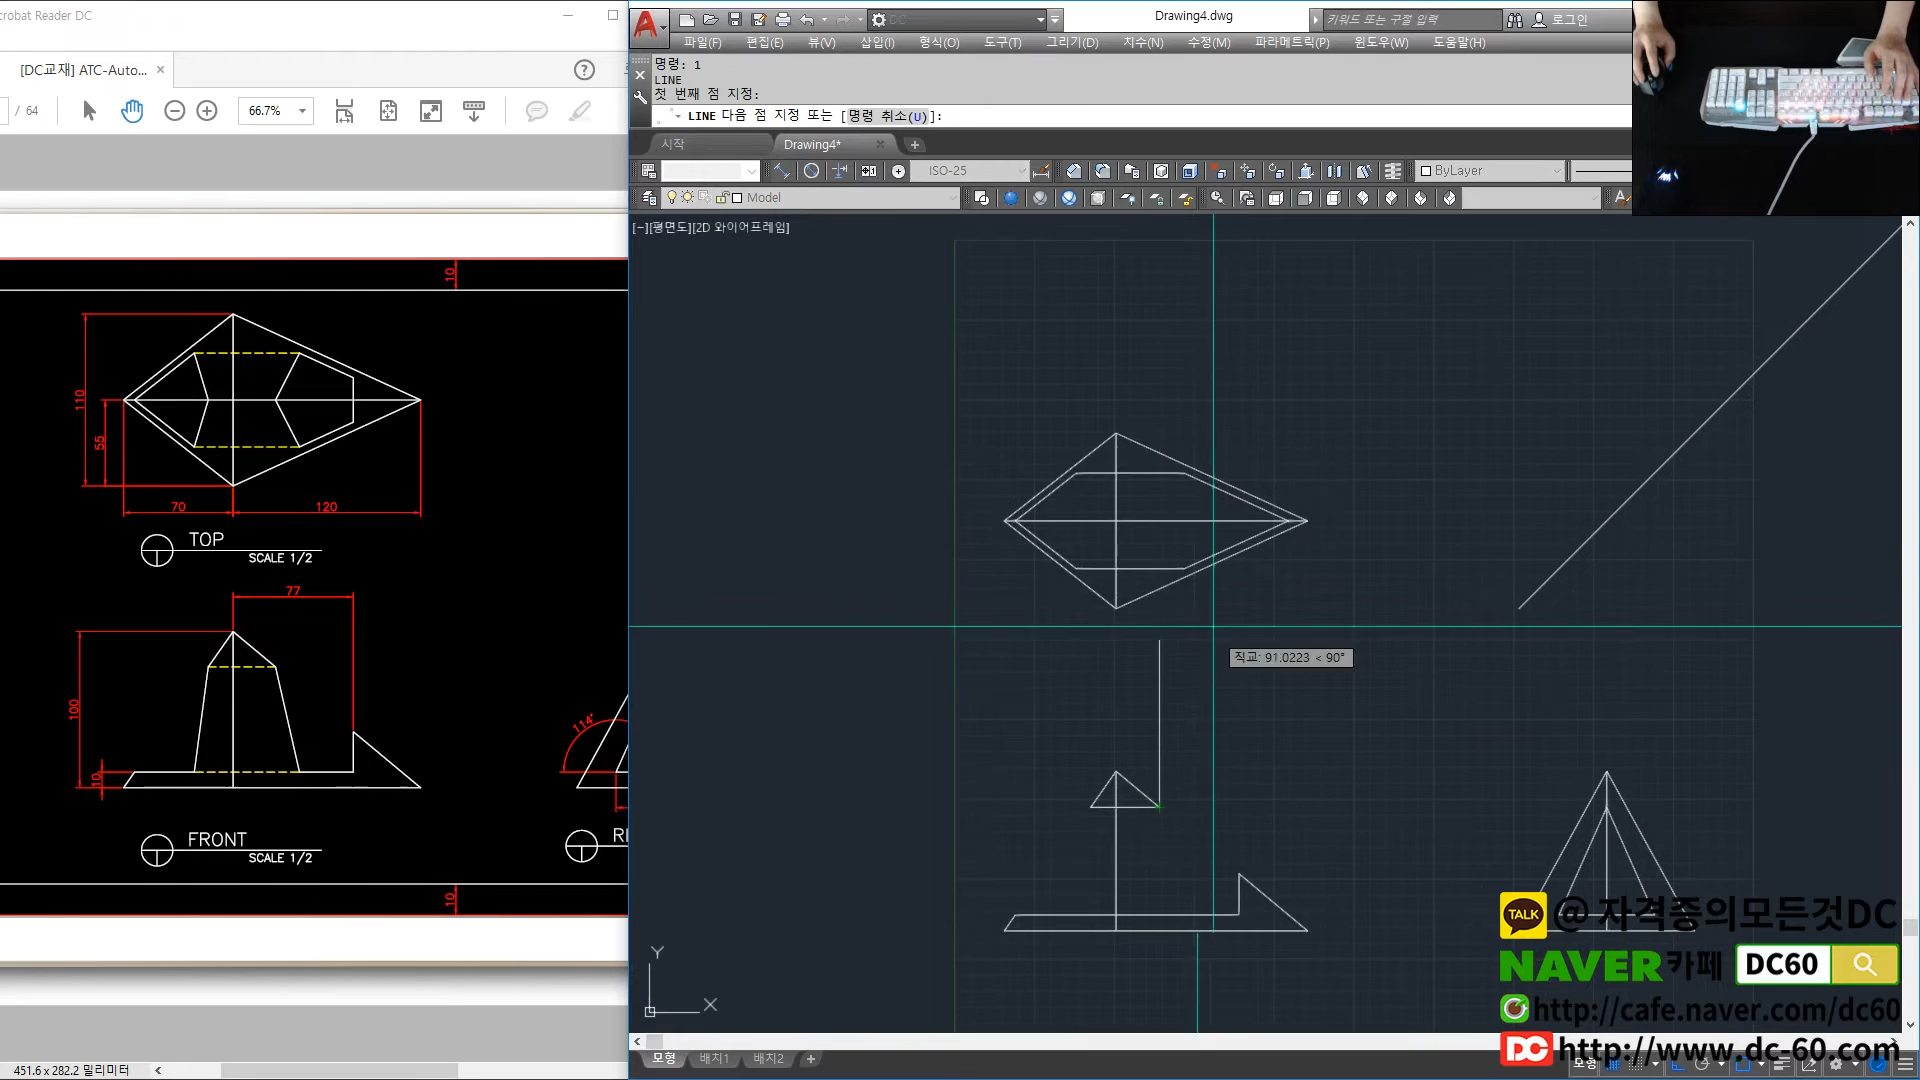 crobat Reader DC
[DC교재] ATC-Auto...
/ 64
66.7%
110
55
70
120
TOP
SCALE 1/2
77
100
10
FRONT
SCALE 1/2
114°
10
10
451.6 x 282.2 밀리미터
DC
Drawing4.dwg
키워드 또는 구절 입력
로그인
파일(F) 편집(E) 뷰(V) 삽입(I) 형식(O) 도구(T) 그리기(D) 치수(N) 수정(M) 파라메트릭(P) 윈도우(W) 도움말(H)
명령: 1
LINE
첫 번째 점 지정:
LINE 다음 점 지정 또는 [명령 취소(U)]:
시작
Drawing4*
ISO-25
ByLayer
Model
[−][평면도][2D 와이어프레임]
직교: 91.0223 < 90°
Y
X
TALK @ 자격증의모든것DC
NAVER 카페 DC60
http://cafe.naver.com/dc60
DC http://www.dc-60.com
모형 배치1 배치2
모형